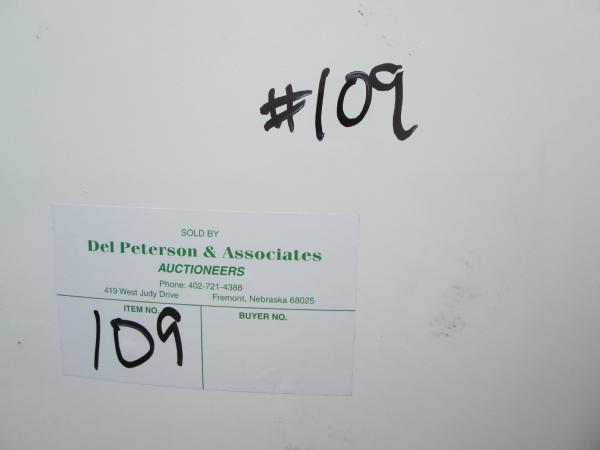 #109
SOLD BY
Del Peterson & Associates
AUCTIONEERS
Phone: 402-721-4388
419 West Judy Drive Fremont, Nebraska 68025
ITEM NO. BUYER NO.
109